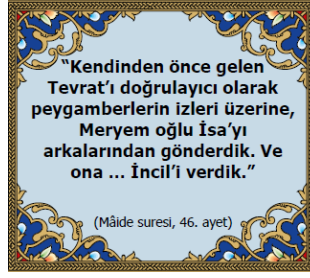 “Kendinden önce gelen
Tevrat’ı doğrulayıcı olarak
peygamberlerin izleri üzerine,
Meryem oğlu İsa’yı
arkalarından gönderdik. Ve
ona ... İncil’i verdik.”
(Mâide suresi, 46. ayet)